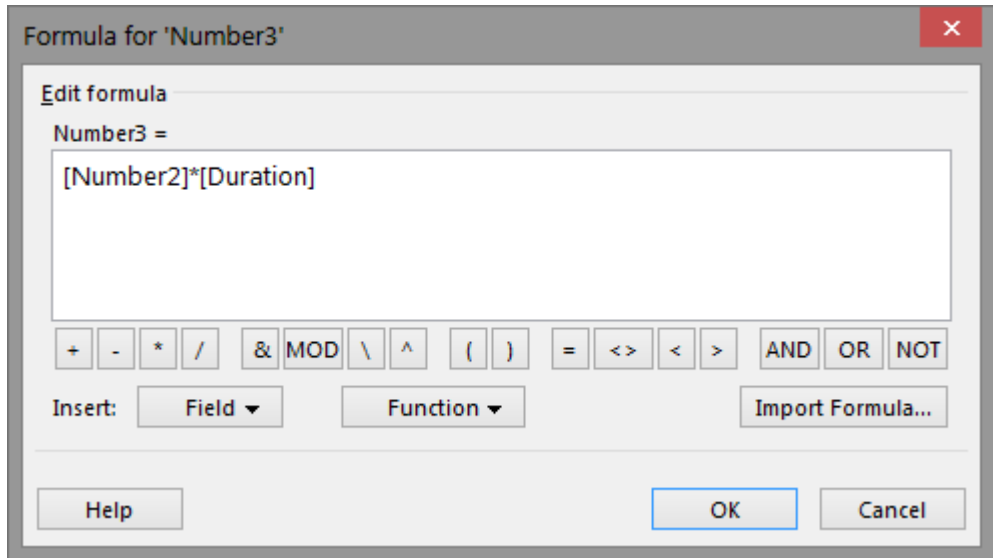 Formula for 'Number3'
Edit formula
Number3 =
[Number2]*[Duration]
+ - * / & MOD \ ^ ( ) = <> < > AND OR NOT
Insert: Field Function Import Formula...
Help OK Cancel